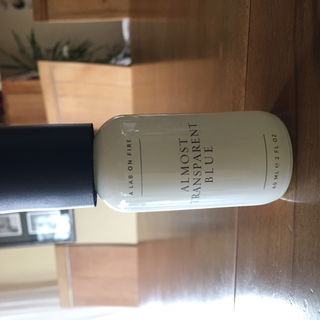 A LAB ON FIRE
ALMOST
TRANSPARENT
BLUE
60 ML ℮ 2 FL OZ